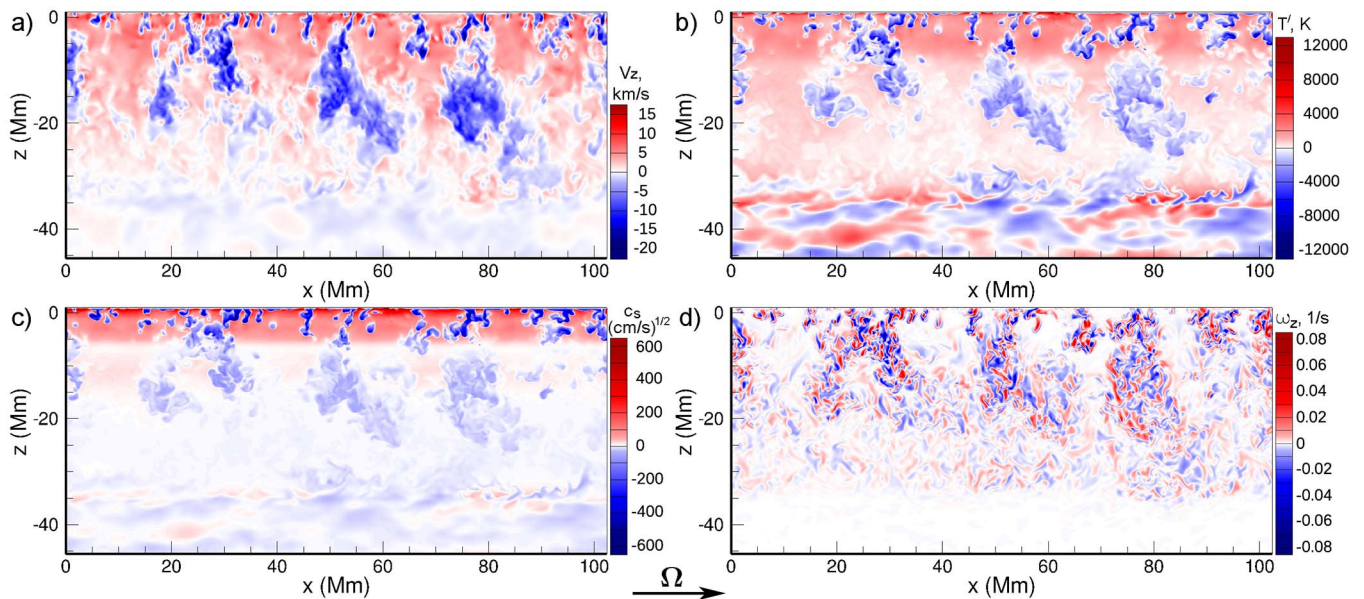 a)
0
-20
-40
z (Mm)
0 20 40 60 80 100
x (Mm)
Vz,
km/s
15
10
5
0
-5
-10
-15
-20
b)
0
-20
-40
z (Mm)
0 20 40 60 80 100
x (Mm)
T', K
12000
8000
4000
0
-4000
-8000
-12000
c)
0
-20
-40
z (Mm)
0 20 40 60 80 100
x (Mm)
cs
(cm/s)1/2
600
400
200
0
-200
-400
-600
d)
0
-20
-40
z (Mm)
0 20 40 60 80 100
x (Mm)
ωz, 1/s
0.08
0.06
0.04
0.02
0
-0.02
-0.04
-0.06
-0.08
Ω